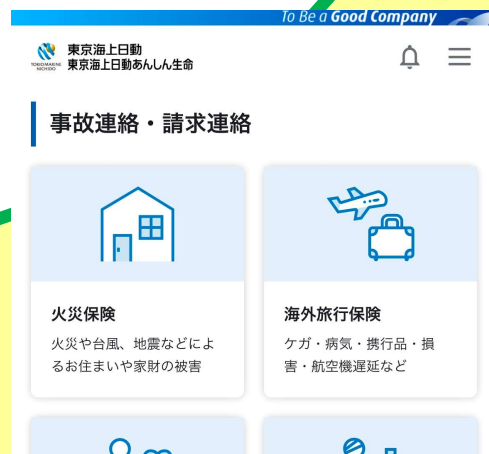 To Be a Good Company
東京海上日動
TOKIO MARINE
NICHIDO
東京海上日動あんしん生命
事故連絡・請求連絡
火災保険
火災や台風、地震などによ
るお住まいや家財の被害
海外旅行保険
ケガ・病気・携行品・損
害・航空機遅延など